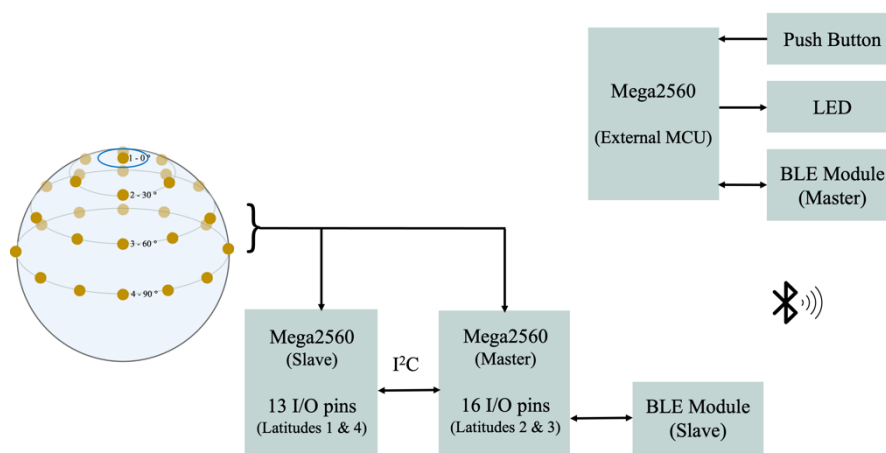 Push Button
Mega2560
(External MCU)
LED
BLE Module
(Master)
1 - 0°
2 - 30°
3 - 60°
4 - 90°
Mega2560
(Slave)
13 I/O pins
(Latitudes 1 & 4)
I²C
Mega2560
(Master)
16 I/O pins
(Latitudes 2 & 3)
BLE Module
(Slave)